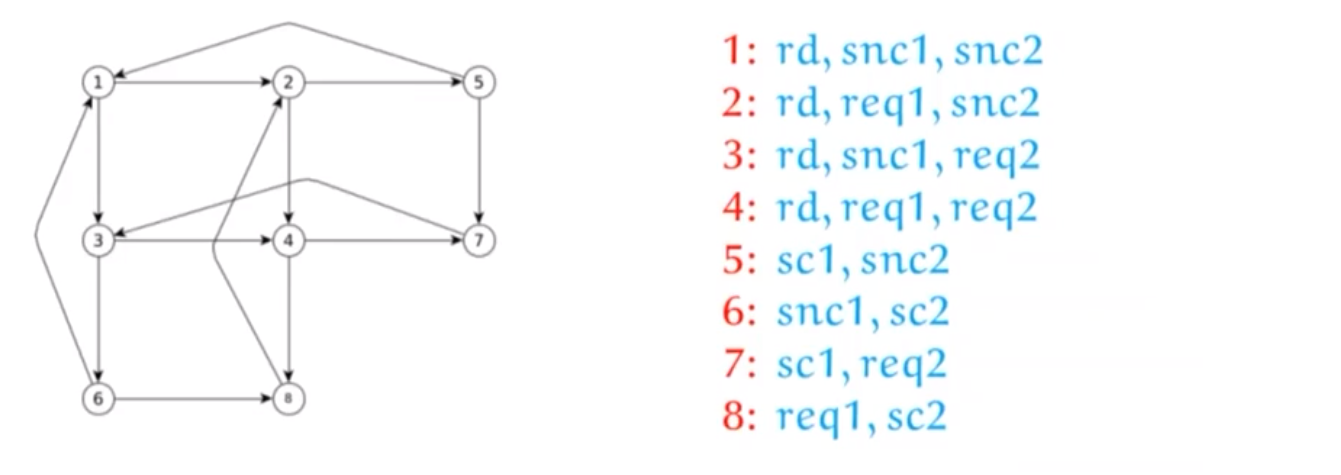 1 2 5
3 4 7
6 8
1: rd, snc1, snc2
2: rd, req1, snc2
3: rd, snc1, req2
4: rd, req1, req2
5: sc1, snc2
6: snc1, sc2
7: sc1, req2
8: req1, sc2